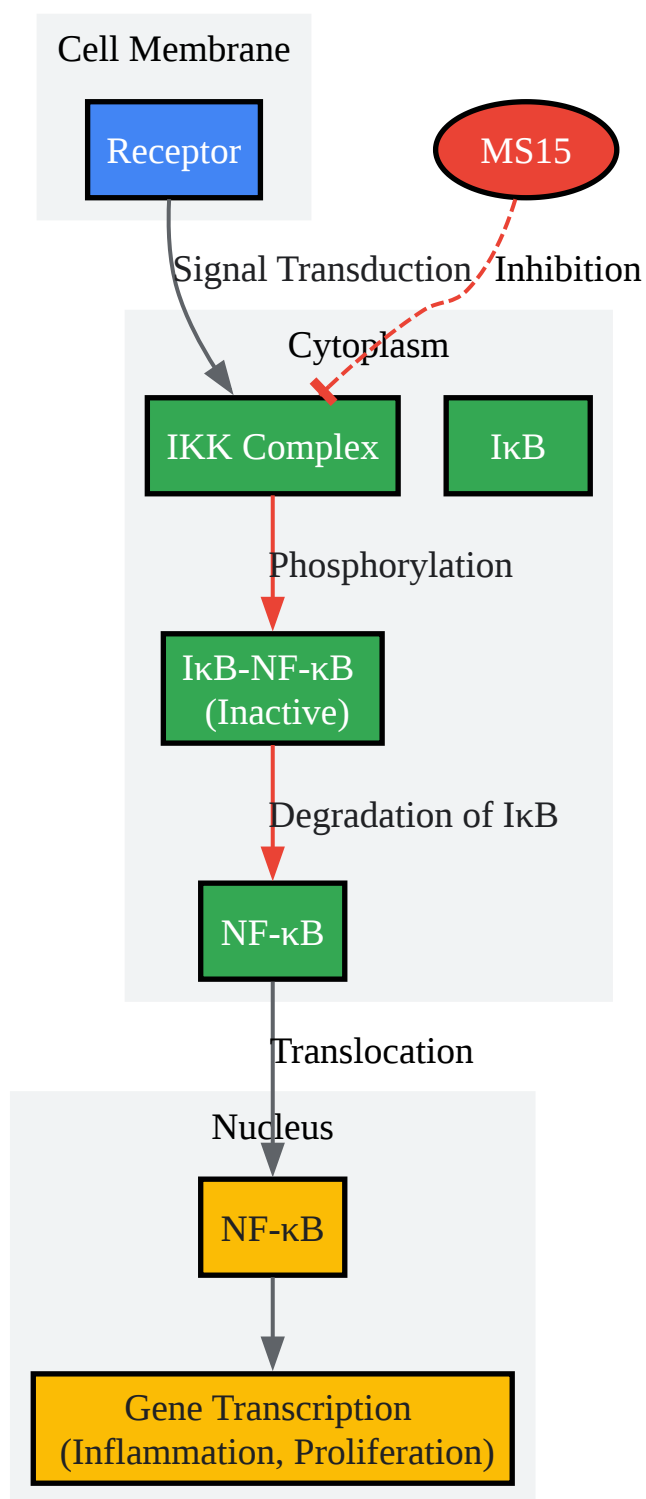 Cell Membrane
Receptor
MS15
Signal Transduction
Inhibition
Cytoplasm
IKK Complex
IκB
Phosphorylation
IκB-NF-κB
(Inactive)
Degradation of IκB
NF-κB
Translocation
Nucleus
NF-κB
Gene Transcription
(Inflammation, Proliferation)